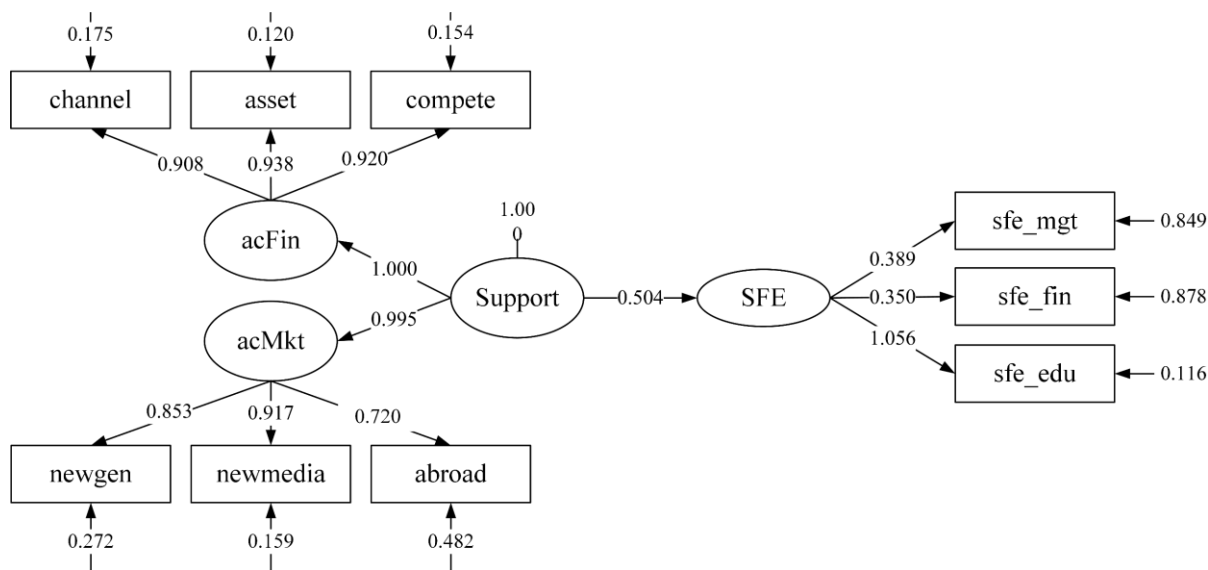 0.175 0.120 0.154
channel asset compete
0.908 0.938 0.920
acFin
1.000
1.00
0
Support
0.995
acMkt
0.853 0.917 0.720
newgen newmedia abroad
0.272 0.159 0.482
0.504
SFE
0.389
0.350
1.056
sfe_mgt 0.849
sfe_fin 0.878
sfe_edu 0.116